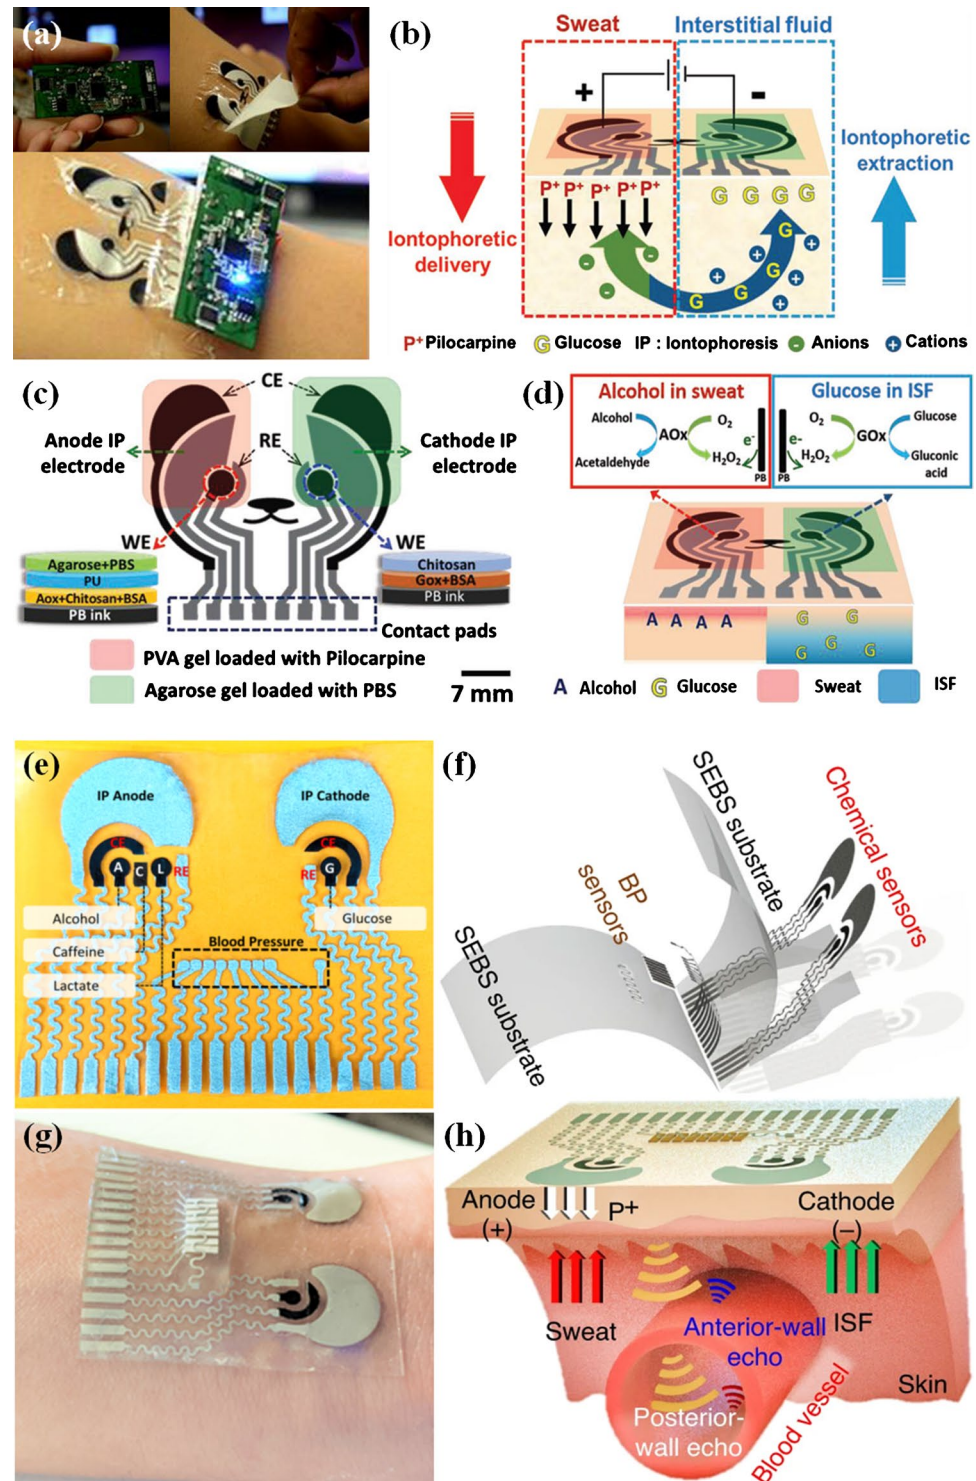 (a)
(b)
Sweat
Interstitial fluid
+
-
Iontophoretic
delivery
Iontophoretic
extraction
P+ P+ P+ P+ P+
G G G G
G
G
G
G
P+ Pilocarpine G Glucose IP : Iontophoresis - Anions + Cations
(c)
CE
Anode IP
electrode
RE
Cathode IP
electrode
WE
WE
Agarose+PBS
PU
Aox+Chitosan+BSA
PB ink
Chitosan
Gox+BSA
PB ink
Contact pads
PVA gel loaded with Pilocarpine
Agarose gel loaded with PBS
7 mm
(d)
Alcohol in sweat
Glucose in ISF
Alcohol
AOx
O2
Acetaldehyde
H2O2
e-
PB
O2
GOx
Glucose
e-
H2O2
Gluconic
acid
PB
A A A A
G G
G G G
A Alcohol G Glucose Sweat ISF
(e)
IP Anode
IP Cathode
CE
CE
A C L RE
RE G
Alcohol
Glucose
Caffeine
Blood Pressure
Lactate
(f)
SEBS substrate
BP
sensors
SEBS substrate
Chemical sensors
(g)
(h)
Anode
(+)
P+
Cathode
(−)
Sweat
Anterior-wall
echo
ISF
Posterior-
wall echo
Blood vessel
Skin